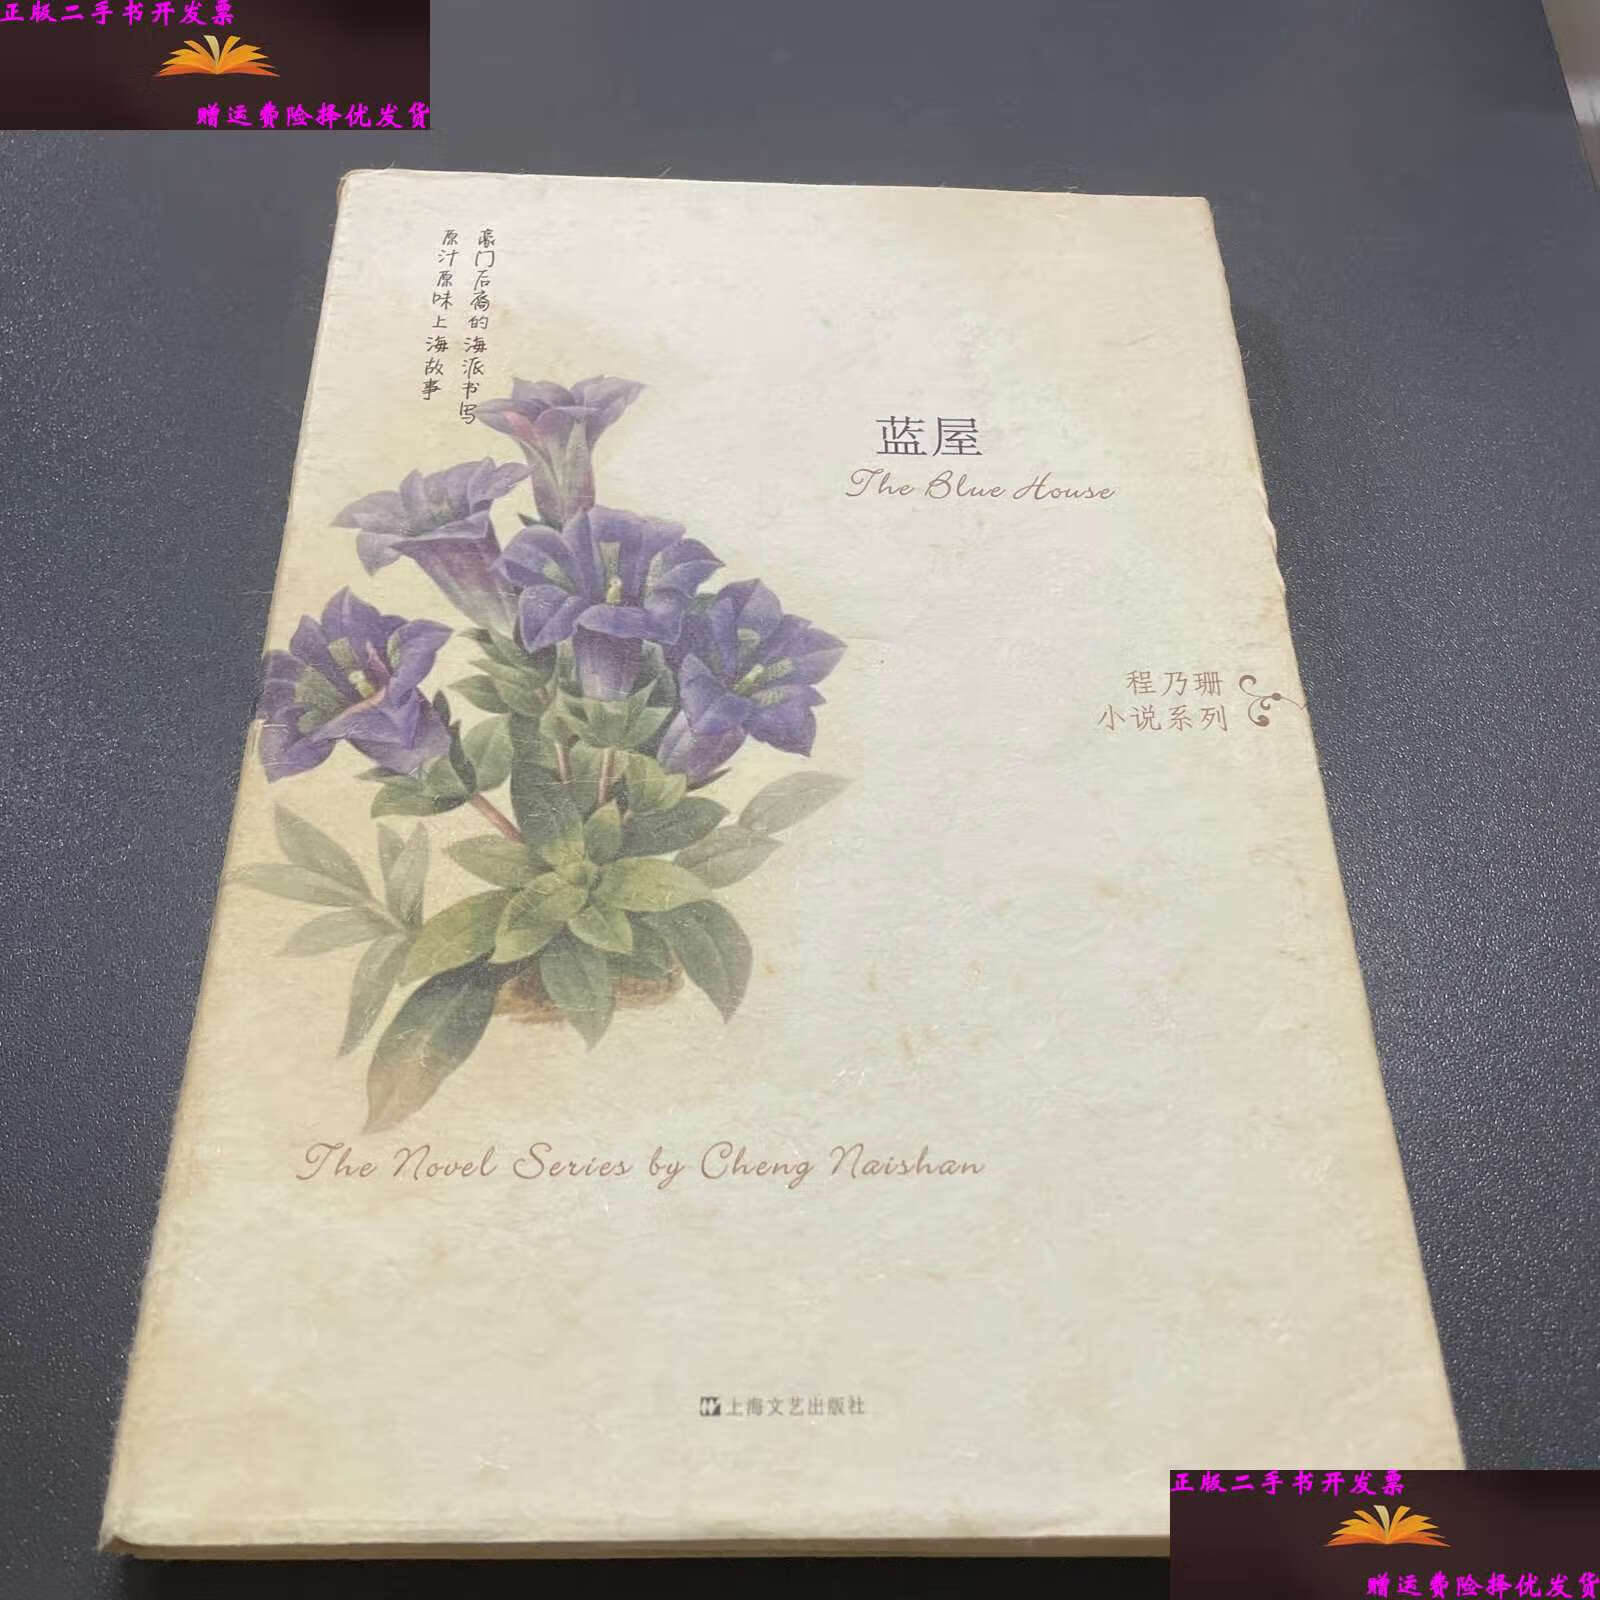 正版二手书开发票
赠运费险择优发货
豪门后裔的海派书写
原汁原味上海故事
蓝屋
The Blue House
程乃珊
小说系列
The Novel Series by Cheng Naishan
上海文艺出版社
正版二手书开发票
赠运费险择优发货